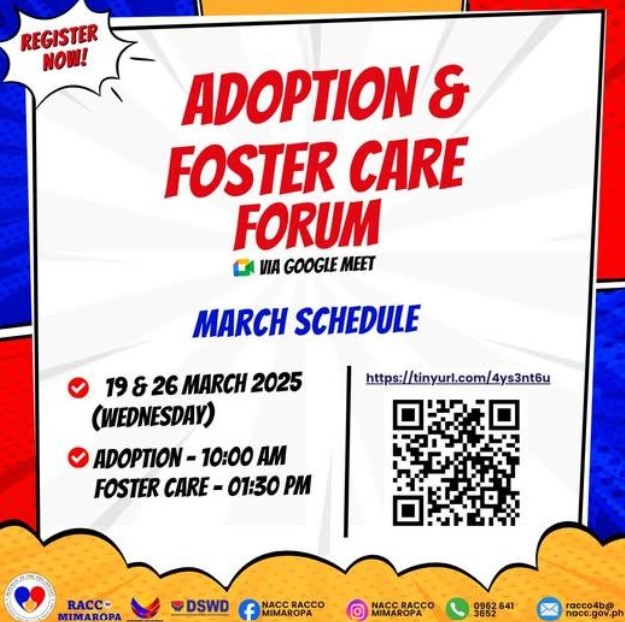 REGISTER
NOW!
ADOPTION &
FOSTER CARE
FORUM
VIA GOOGLE MEET
MARCH SCHEDULE
19 & 26 MARCH 2025
(WEDNESDAY)
ADOPTION - 10:00 AM
FOSTER CARE - 01:30 PM
https://tinyurl.com/4ys3nt6u
RACC
MIMAROPA
DSWD
NACC RACCO
MIMAROPA
NACC RACCO
MIMAROPA
0962 641
3652
racco4b@
nacc.gov.ph